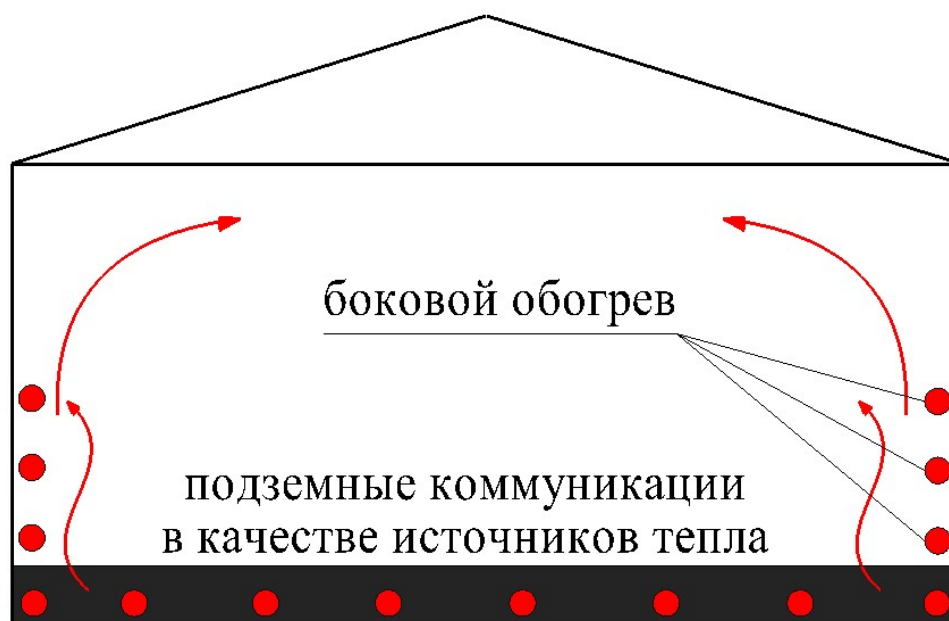 боковой обогрев
подземные коммуникации
в качестве источников тепла